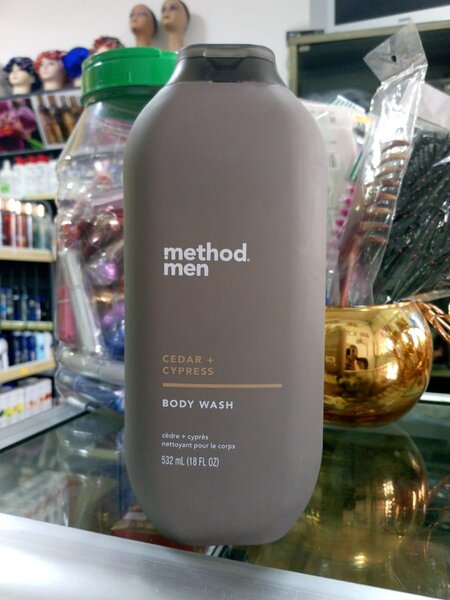 method.
men
CEDAR +
CYPRESS
BODY WASH
cèdre + cyprès
nettoyant pour le corps
532 mL (18 FL OZ)